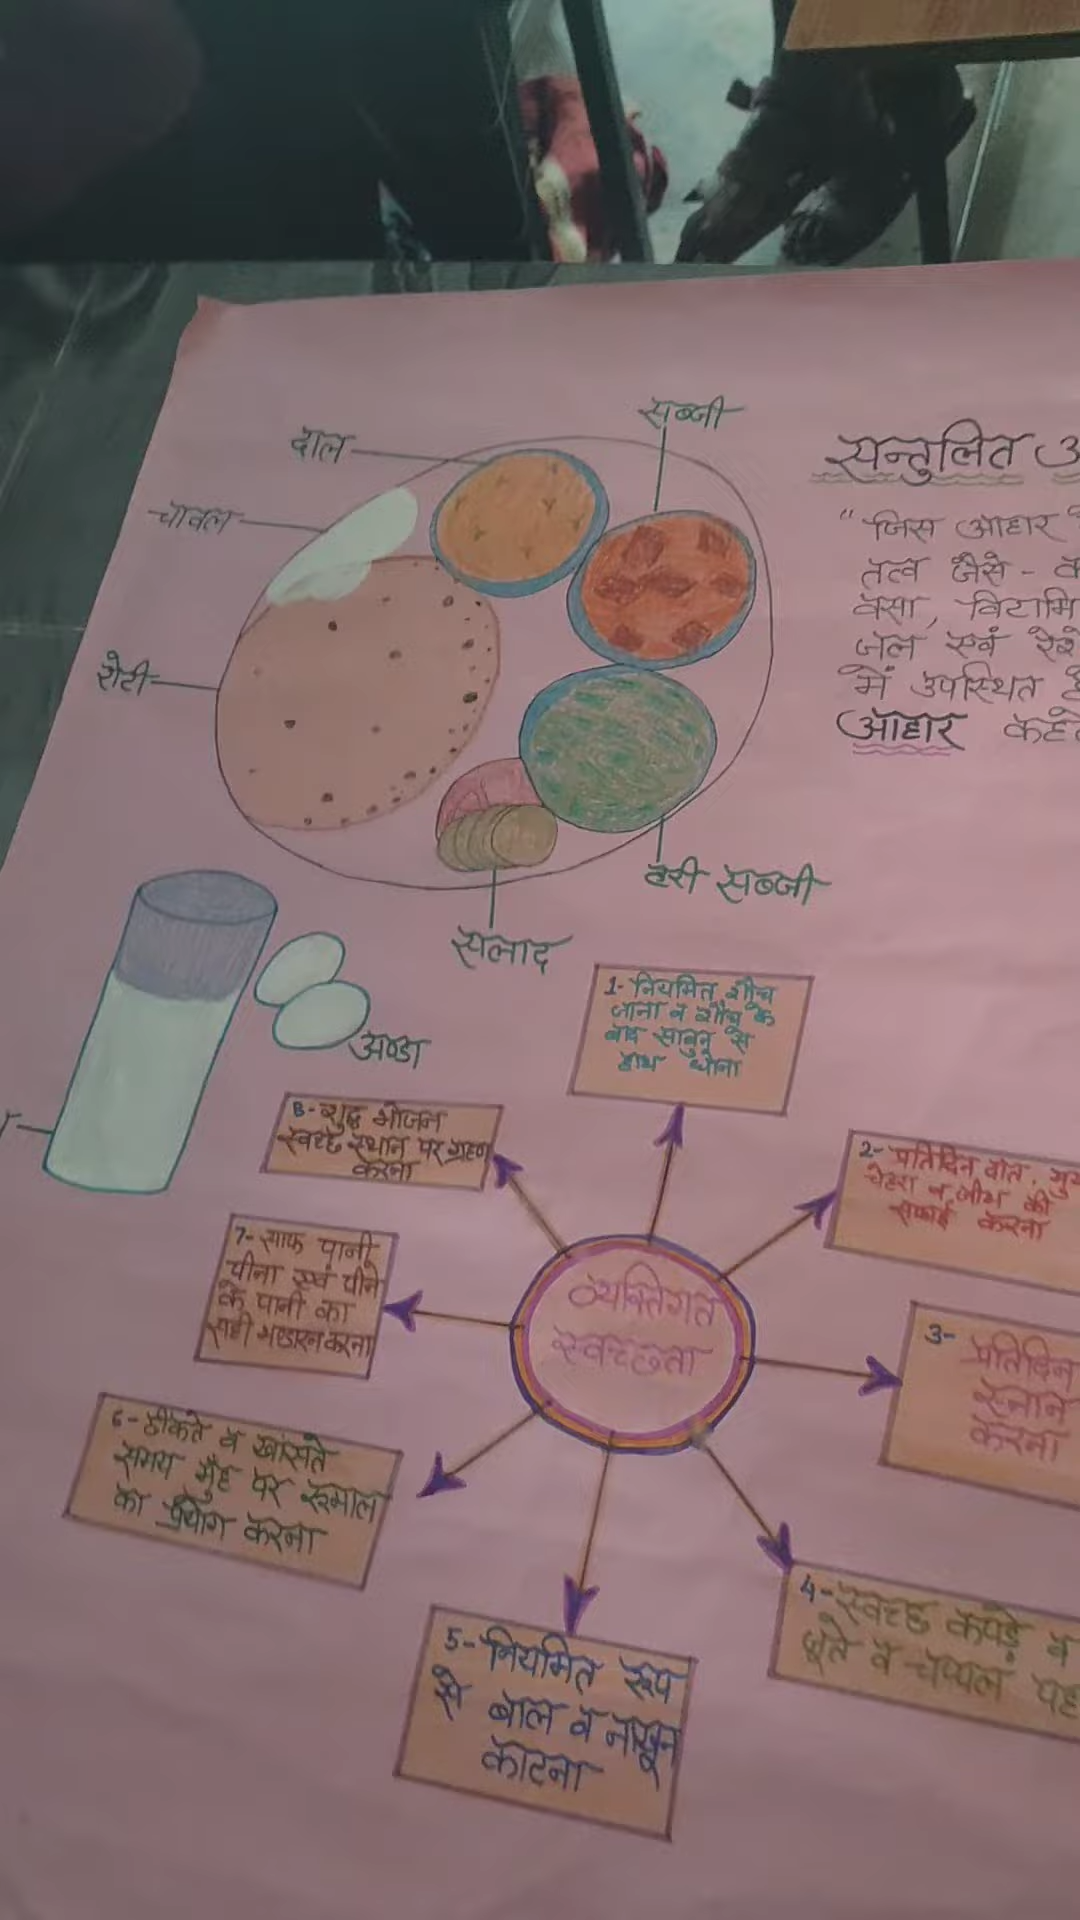 सब्जी
दाल
चावल
रोटी
हरी सब्जी
सलाद
अण्डा
सन्तुलित
"जिस आहार
तत्व जैसे -
वसा, विटामि
जल एवं रेशे
में उपस्थित
आहार कहते
व्यक्तिगत
स्वच्छता
1- नियमित शौच
जाना व शौच के
बाद साबुन से
हाथ धोना
2- प्रतिदिन दांत,
चेहरा व जीभ की
सफाई करना
3- प्रतिदिन
स्नान
करना
4- स्वच्छ कपड़े व
जूते व चप्पल पह
5- नियमित रूप
से बाल व नाखून
काटना
6- छींकते व खांसते
समय मुँह पर रूमाल
का प्रयोग करना
7- साफ पानी
पीना एवं पीने
के पानी का
सही भण्डारन करना
8- शुद्ध भोजन
स्वच्छ स्थान पर ग्रहण
करना